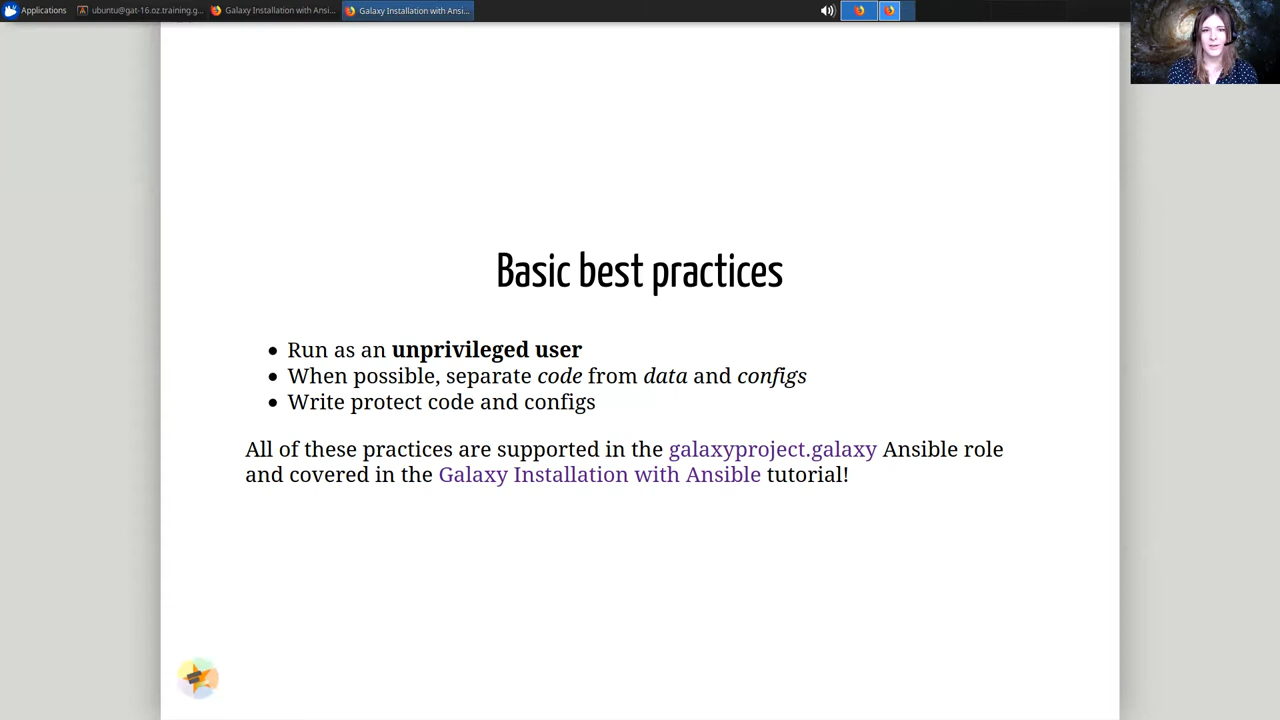 Applications
ubuntu@gat-16.oz.training.g...
Galaxy Installation with Ansi...
Galaxy Installation with Ansi...
Basic best practices
• Run as an unprivileged user
• When possible, separate code from data and configs
• Write protect code and configs
All of these practices are supported in the galaxyproject.galaxy Ansible role
and covered in the Galaxy Installation with Ansible tutorial!